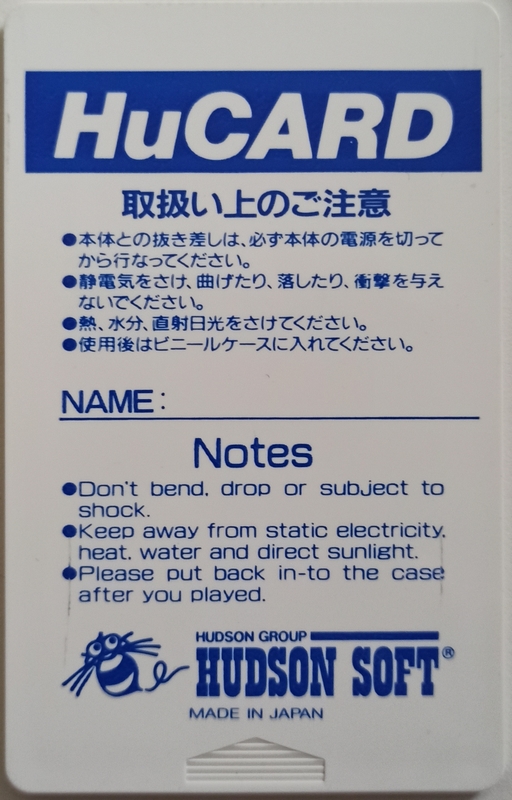 HuCARD
取扱い上のご注意
●本体との抜き差しは、必ず本体の電源を切って
から行なってください。
●静電気をさけ、曲げたり、落したり、衝撃を与え
ないでください。
●熱、水分、直射日光をさけてください。
●使用後はビニールケースに入れてください。
NAME:
Notes
●Don't bend, drop or subject to
shock.
●Keep away from static electricity,
heat, water and direct sunlight.
●Please put back in-to the case
after you played.
HUDSON GROUP
HUDSON SOFT®
MADE IN JAPAN